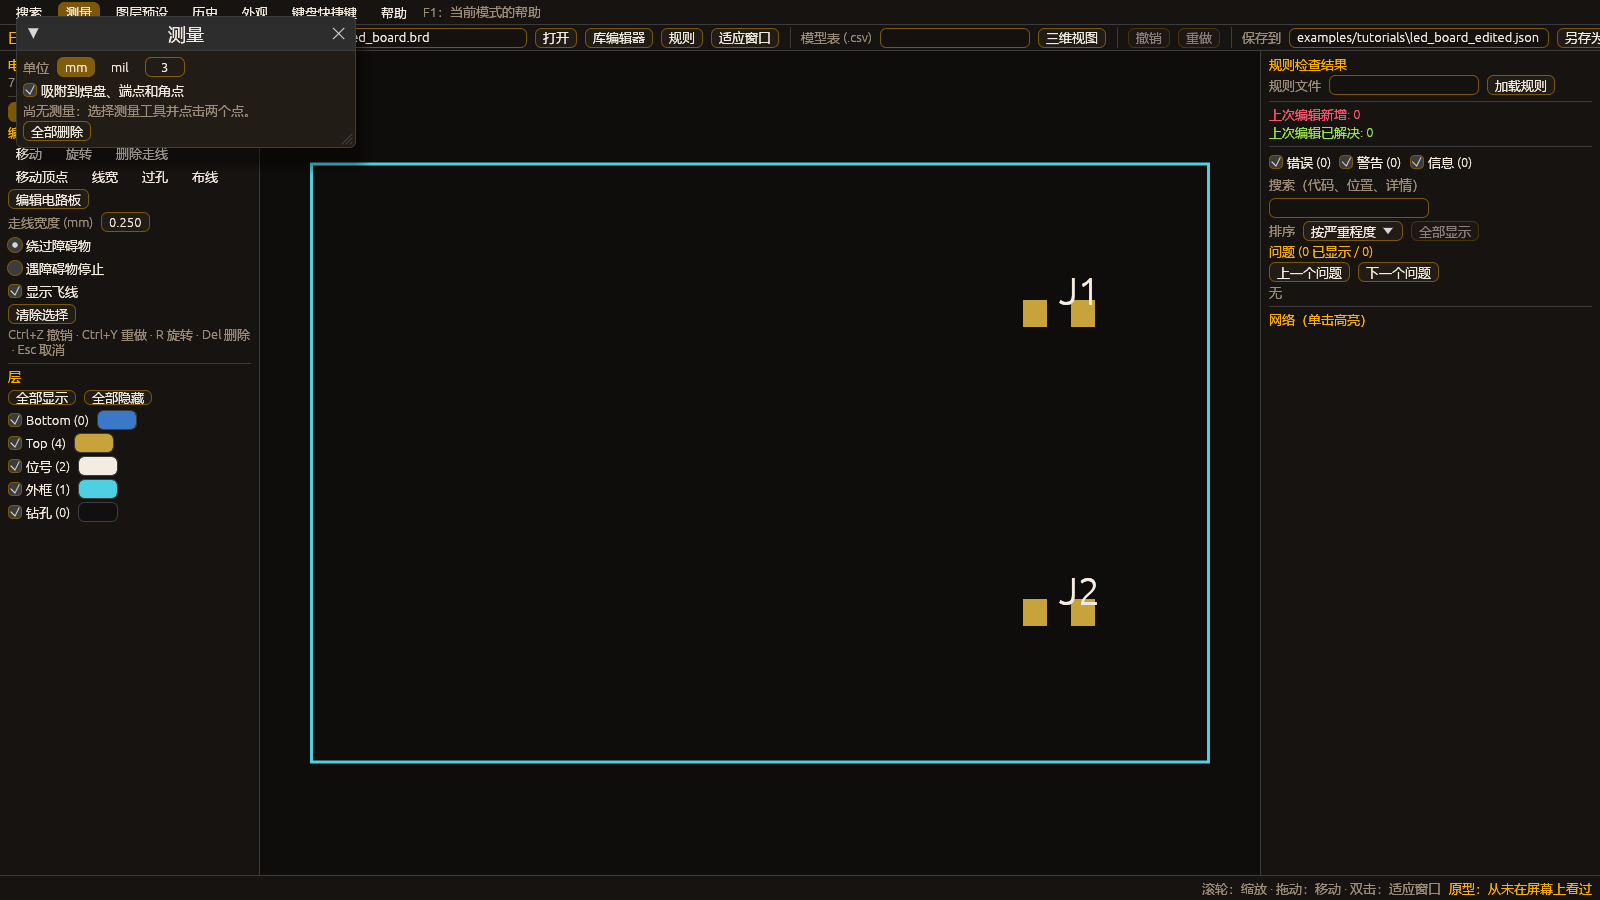 搜索 测量 图层预设 历史 外观 键盘快捷键 帮助 F1：当前模式的帮助
ed_board.brd 打开 库编辑器 规则 适应窗口 模型表 (.csv) 三维视图 撤销 重做 保存到 examples/tutorials\led_board_edited.json 另存为
测量
单位 mm mil 3
吸附到焊盘、端点和角点
尚无测量：选择测量工具并点击两个点。
全部删除
移动 旋转 删除走线
移动顶点 线宽 过孔 布线
编辑电路板
走线宽度 (mm) 0.250
绕过障碍物
遇障碍物停止
显示飞线
清除选择
Ctrl+Z 撤销 · Ctrl+Y 重做 · R 旋转 · Del 删除
· Esc 取消
层
全部显示 全部隐藏
Bottom (0)
Top (4)
位号 (2)
外框 (1)
钻孔 (0)
J1
J2
规则检查结果
规则文件 加载规则
上次编辑新增: 0
上次编辑已解决: 0
错误 (0) 警告 (0) 信息 (0)
搜索（代码、位置、详情）
排序 按严重程度 全部显示
问题 (0 已显示 / 0)
上一个问题 下一个问题
无
网络（单击高亮）
滚轮：缩放 · 拖动：移动 · 双击：适应窗口 原型：从未在屏幕上看过